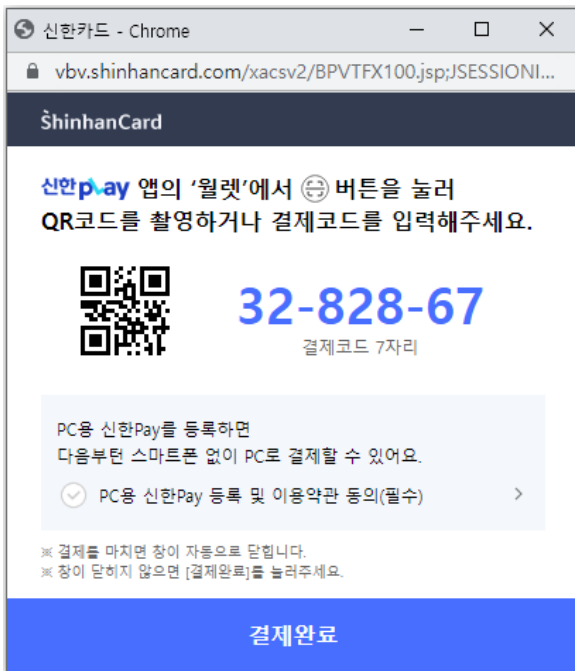 신한카드 - Chrome
vbv.shinhancard.com/xacsv2/BPVTFX100.jsp;JSESSIONI...
ShinhanCard
신한play 앱의 '월렛'에서 버튼을 눌러
QR코드를 촬영하거나 결제코드를 입력해주세요.
32-828-67
결제코드 7자리
PC용 신한Pay를 등록하면
다음부턴 스마트폰 없이 PC로 결제할 수 있어요.
PC용 신한Pay 등록 및 이용약관 동의(필수)
※ 결제를 마치면 창이 자동으로 닫힙니다.
※ 창이 닫히지 않으면 [결제완료]를 눌러주세요.
결제완료